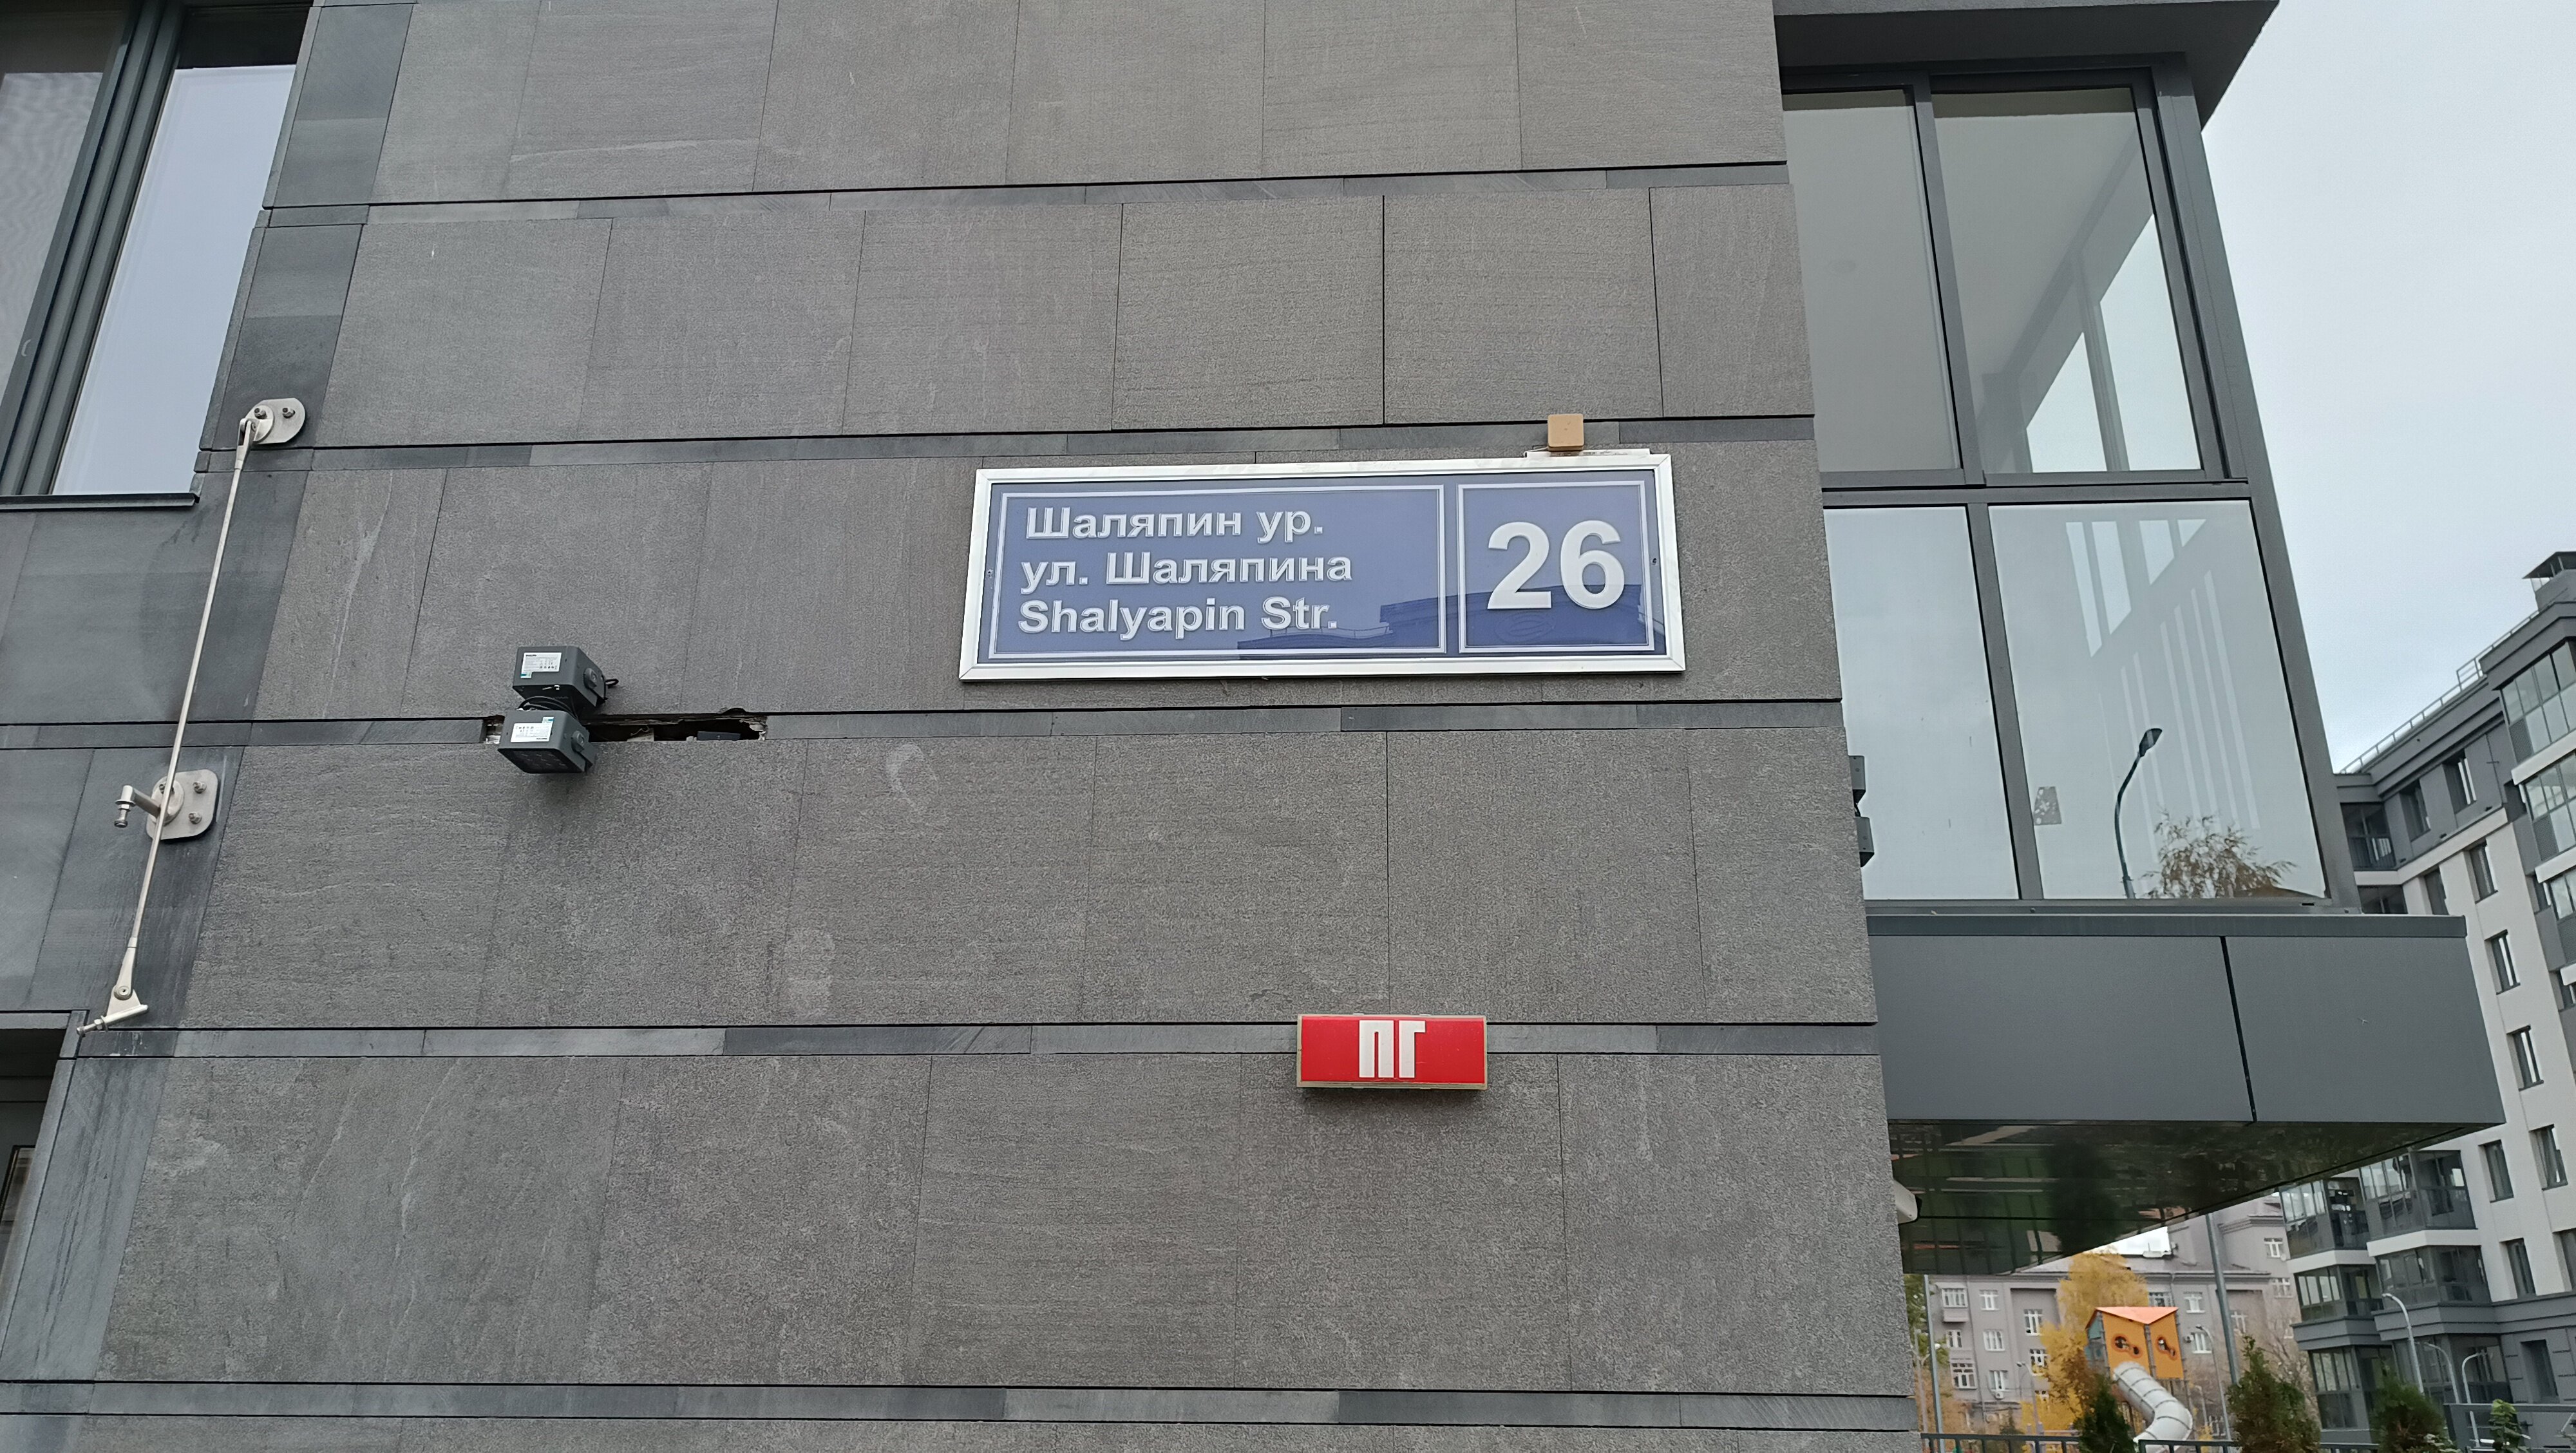 Шаляпин ур.
ул. Шаляпина
Shalyapin Str.
26
ПГ